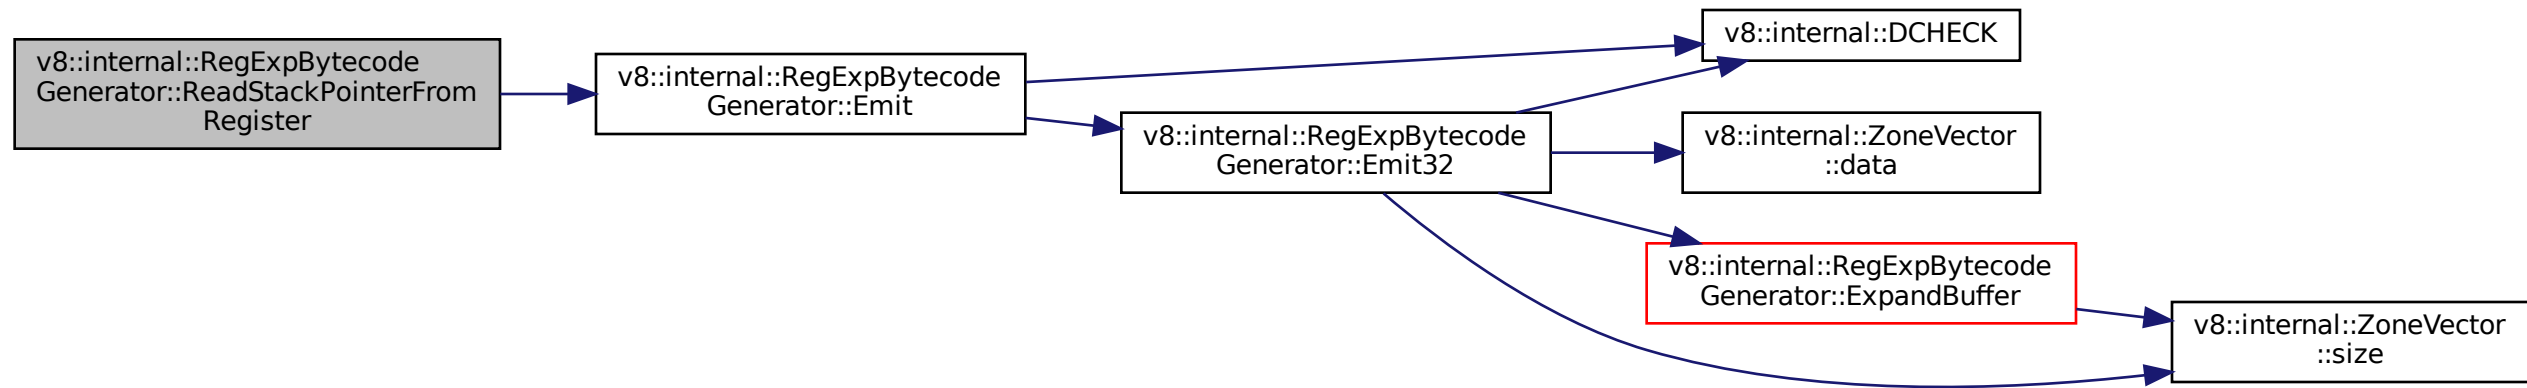 v8::internal::RegExpBytecode
Generator::ReadStackPointerFrom
Register
v8::internal::RegExpBytecode
Generator::Emit
v8::internal::DCHECK
v8::internal::RegExpBytecode
Generator::Emit32
v8::internal::ZoneVector
::data
v8::internal::RegExpBytecode
Generator::ExpandBuffer
v8::internal::ZoneVector
::size